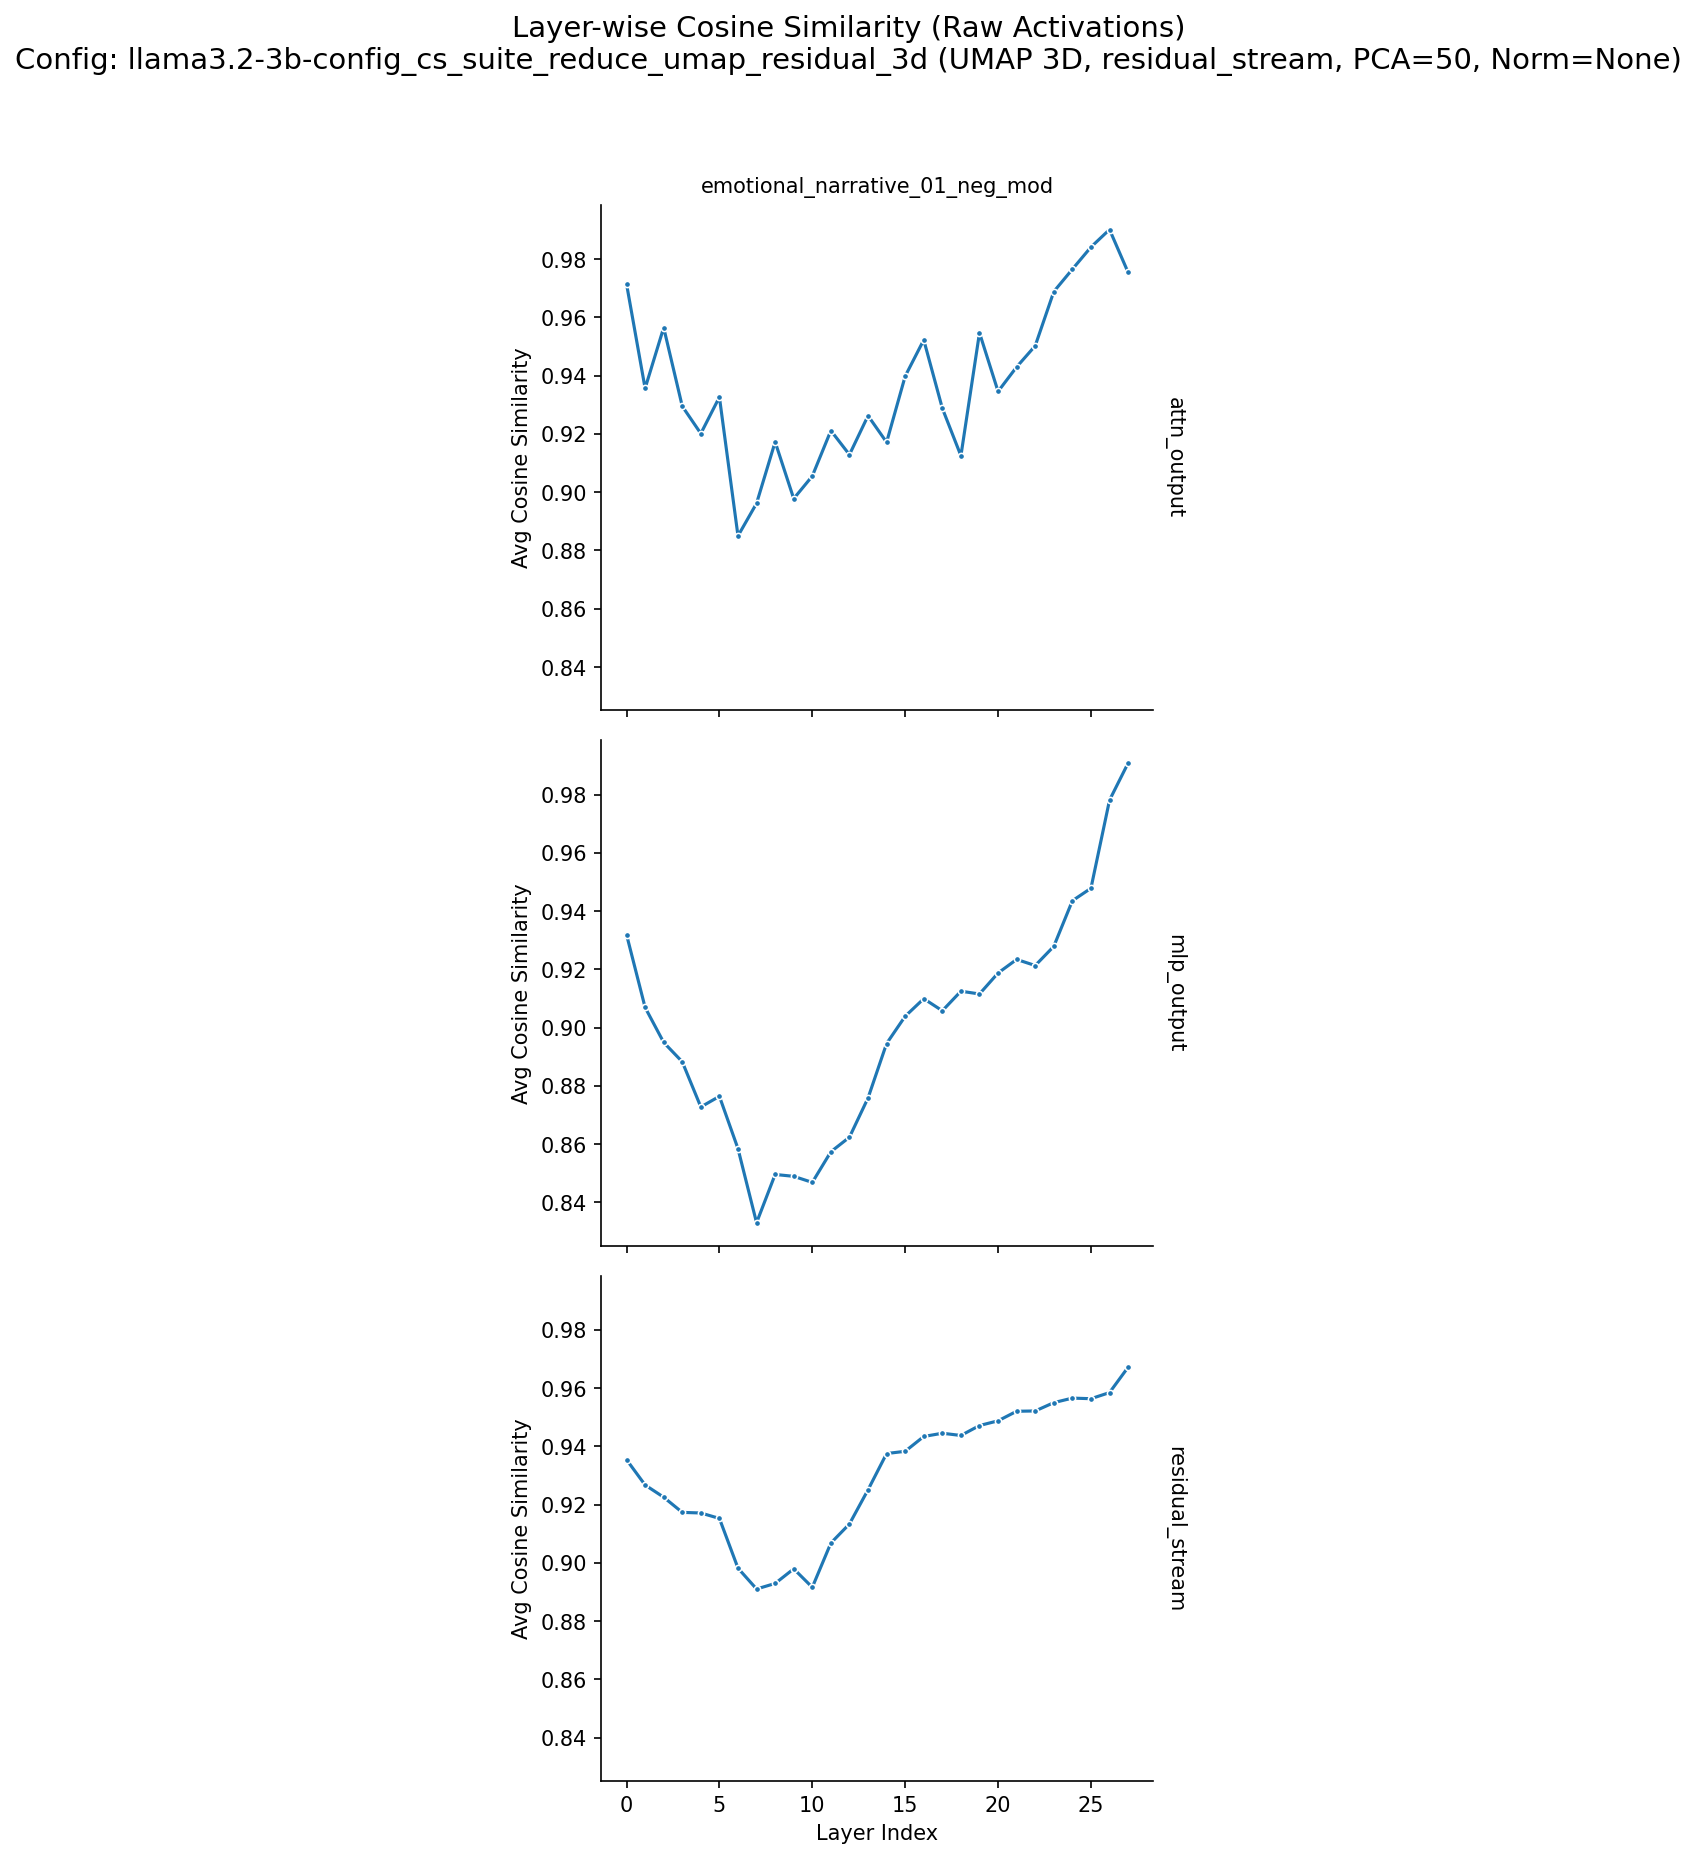 Layer-wise Cosine Similarity (Raw Activations)
Config: llama3.2-3b-config_cs_suite_reduce_umap_residual_3d (UMAP 3D, residual_stream, PCA=50, Norm=None)
emotional_narrative_01_neg_mod
0.98
0.96
0.94
0.92
0.90
0.88
0.86
0.84
Avg Cosine Similarity
attn_output
0.98
0.96
0.94
0.92
0.90
0.88
0.86
0.84
Avg Cosine Similarity
mlp_output
0.98
0.96
0.94
0.92
0.90
0.88
0.86
0.84
Avg Cosine Similarity
residual_stream
0 5 10 15 20 25
Layer Index